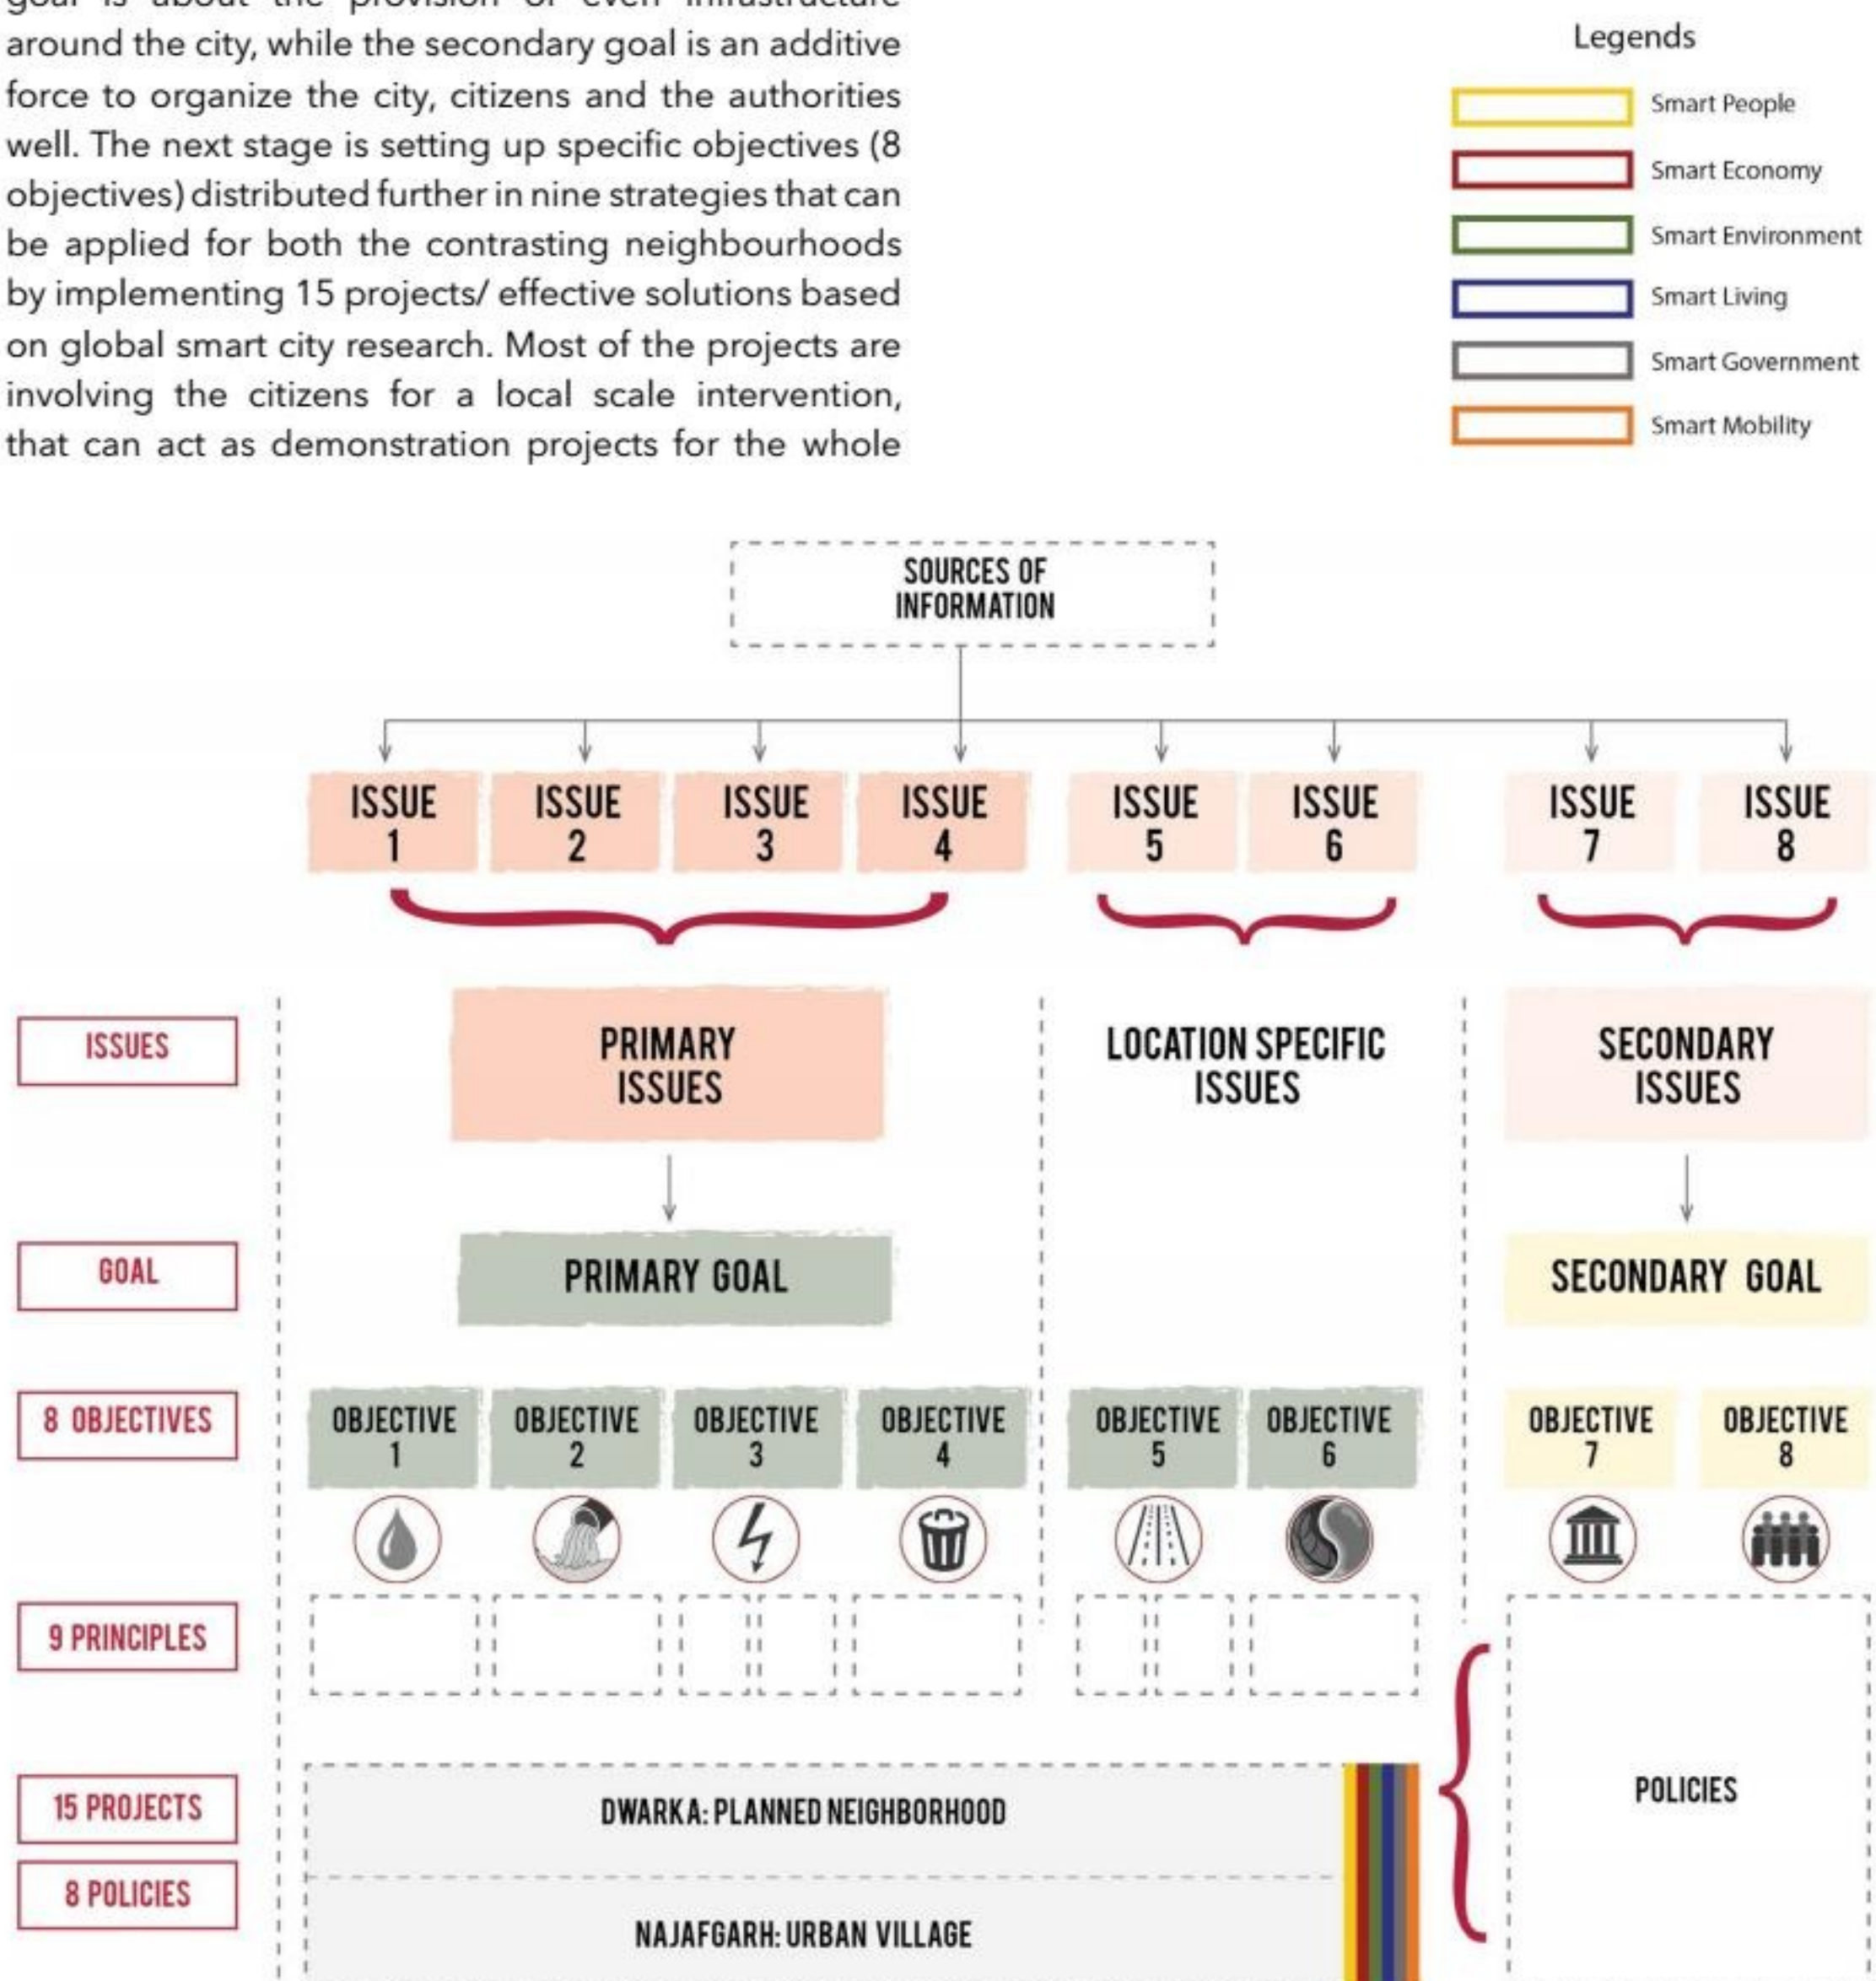 goal is about the provision of even infrastructure
around the city, while the secondary goal is an additive
force to organize the city, citizens and the authorities
well. The next stage is setting up specific objectives (8
objectives) distributed further in nine strategies that can
be applied for both the contrasting neighbourhoods
by implementing 15 projects/ effective solutions based
on global smart city research. Most of the projects are
involving the citizens for a local scale intervention,
that can act as demonstration projects for the whole
Legends
Smart People
Smart Economy
Smart Environment
Smart Living
Smart Government
Smart Mobility
SOURCES OF
INFORMATION
ISSUE
1
ISSUE
2
ISSUE
3
ISSUE
4
ISSUE
5
ISSUE
6
ISSUE
7
ISSUE
8
ISSUES
PRIMARY
ISSUES
LOCATION SPECIFIC
ISSUES
SECONDARY
ISSUES
GOAL
PRIMARY GOAL
SECONDARY GOAL
8 OBJECTIVES
OBJECTIVE
1
OBJECTIVE
2
OBJECTIVE
3
OBJECTIVE
4
OBJECTIVE
5
OBJECTIVE
6
OBJECTIVE
7
OBJECTIVE
8
9 PRINCIPLES
15 PROJECTS
DWARKA: PLANNED NEIGHBORHOOD
POLICIES
8 POLICIES
NAJAFGARH: URBAN VILLAGE